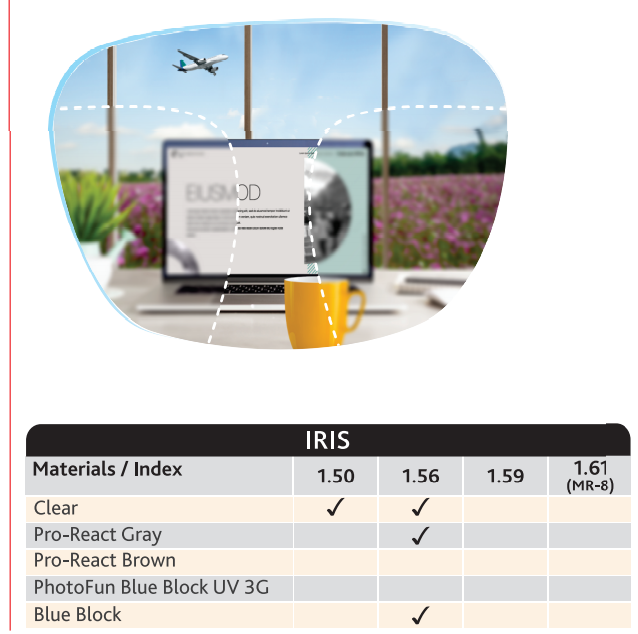 EIUSMOD
IRIS
Materials / Index 1.50 1.56 1.59 1.61 (MR-8)
Clear ✓ ✓
Pro-React Gray ✓
Pro-React Brown
PhotoFun Blue Block UV 3G
Blue Block ✓